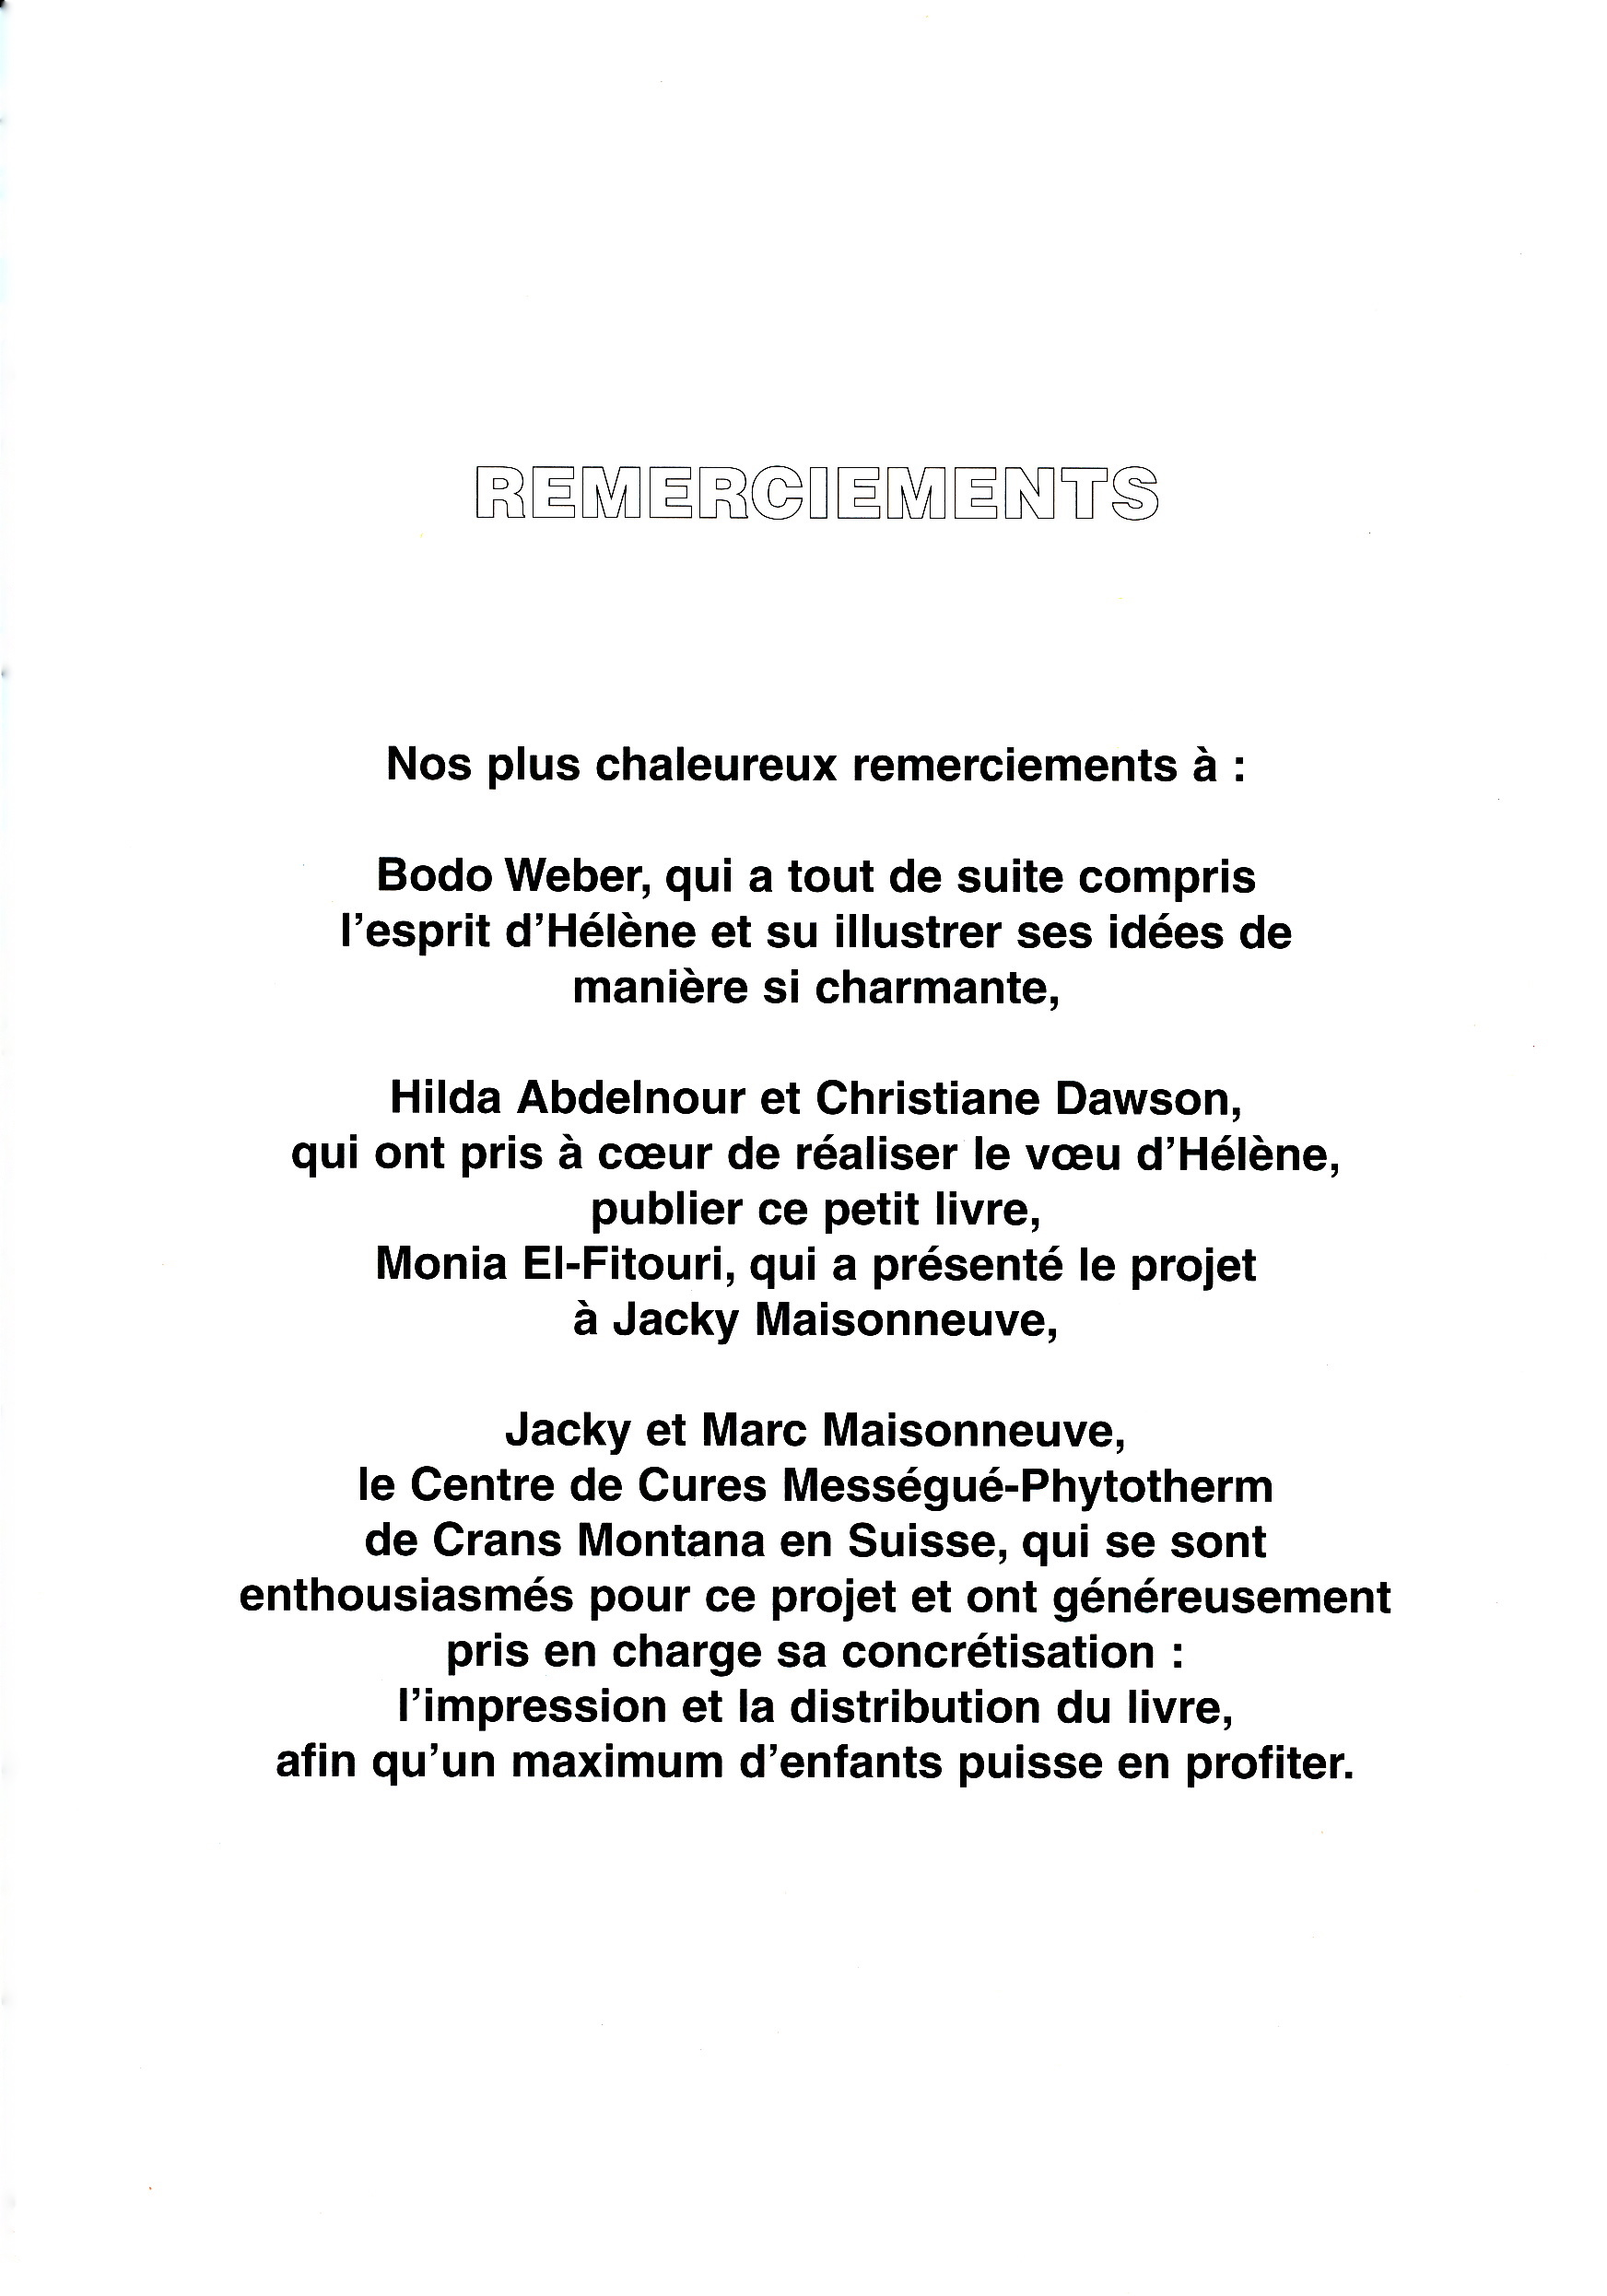 REMERCIEMENTS
Nos plus chaleureux remerciements à :
Bodo Weber, qui a tout de suite compris
l'esprit d'Hélène et su illustrer ses idées de
manière si charmante,
Hilda Abdelnour et Christiane Dawson,
qui ont pris à cœur de réaliser le vœu d'Hélène,
publier ce petit livre,
Monia El-Fitouri, qui a présenté le projet
à Jacky Maisonneuve,
Jacky et Marc Maisonneuve,
le Centre de Cures Mességué-Phytotherm
de Crans Montana en Suisse, qui se sont
enthousiasmés pour ce projet et ont généreusement
pris en charge sa concrétisation :
l'impression et la distribution du livre,
afin qu'un maximum d'enfants puisse en profiter.